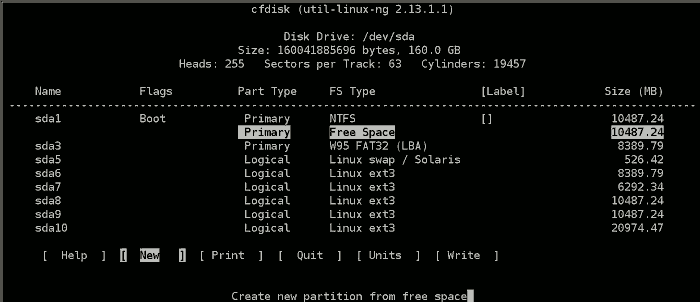 cfdisk (util-linux-ng 2.13.1.1)
Disk Drive: /dev/sda
Size: 160041885696 bytes, 160.0 GB
Heads: 255 Sectors per Track: 63 Cylinders: 19457
Name Flags Part Type FS Type [Label] Size (MB)
sda1 Boot Primary NTFS [] 10487.24
Primary Free Space 10487.24
sda3 Primary W95 FAT32 (LBA) 8389.79
sda5 Logical Linux swap / Solaris 526.42
sda6 Logical Linux ext3 8389.79
sda7 Logical Linux ext3 6292.34
sda8 Logical Linux ext3 10487.24
sda9 Logical Linux ext3 10487.24
sda10 Logical Linux ext3 20974.47
[ Help ] [ New ] [ Print ] [ Quit ] [ Units ] [ Write ]
Create new partition from free space